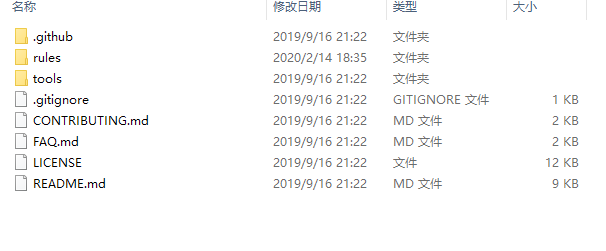 名称 修改日期 类型 大小
.github 2019/9/16 21:22 文件夹
rules 2020/2/14 18:35 文件夹
tools 2019/9/16 21:22 文件夹
.gitignore 2019/9/16 21:22 GITIGNORE 文件 1 KB
CONTRIBUTING.md 2019/9/16 21:22 MD 文件 2 KB
FAQ.md 2019/9/16 21:22 MD 文件 2 KB
LICENSE 2019/9/16 21:22 文件 12 KB
README.md 2019/9/16 21:22 MD 文件 9 KB